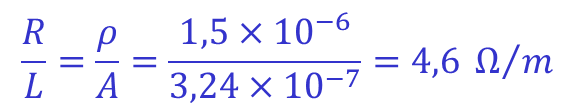 R/L = ρ/A = 1,5 × 10⁻⁶ / 3,24 × 10⁻⁷ = 4,6 Ω/m